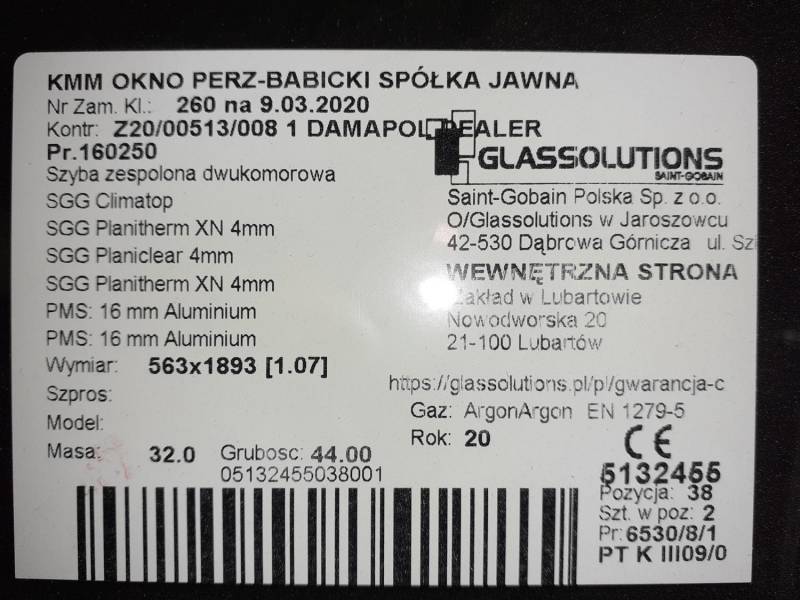 KMM OKNO PERZ-BABICKI SPÓŁKA JAWNA
Nr Zam. Kl.: 260 na 9.03.2020
Kontr: Z20/00513/008 1 DAMAPOL DEALER
Pr.160250
Szyba zespolona dwukomorowa
SGG Climatop
SGG Planitherm XN 4mm
SGG Planiclear 4mm
SGG Planitherm XN 4mm
PMS: 16 mm Aluminium
PMS: 16 mm Aluminium
Wymiar: 563x1893 [1.07]
Szpros:
Model:
Masa: 32.0 Grubosc: 44.00
05132455038001
GLASSOLUTIONS
SAINT-GOBAIN
Saint-Gobain Polska Sp. z o.o.
O/Glassolutions w Jaroszowcu
42-530 Dąbrowa Górnicza ul. Szi
WEWNĘTRZNA STRONA
Zakład w Lubartowie
Nowodworska 20
21-100 Lubartów
https://glassolutions.pl/pl/gwarancja-c
Gaz: ArgonArgon EN 1279-5
Rok: 20
CE
5132455
Pozycja: 38
Szt. w poz: 2
Pr: 6530/8/1
PT K III09/0